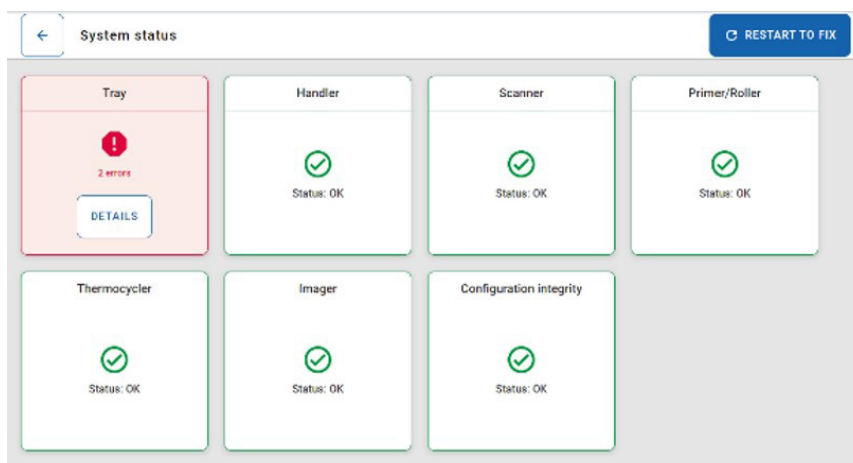 System status
RESTART TO FIX
Tray
2 errors
DETAILS
Handler
Status: OK
Scanner
Status: OK
Primer/Roller
Status: OK
Thermocycler
Status: OK
Imager
Status: OK
Configuration integrity
Status: OK